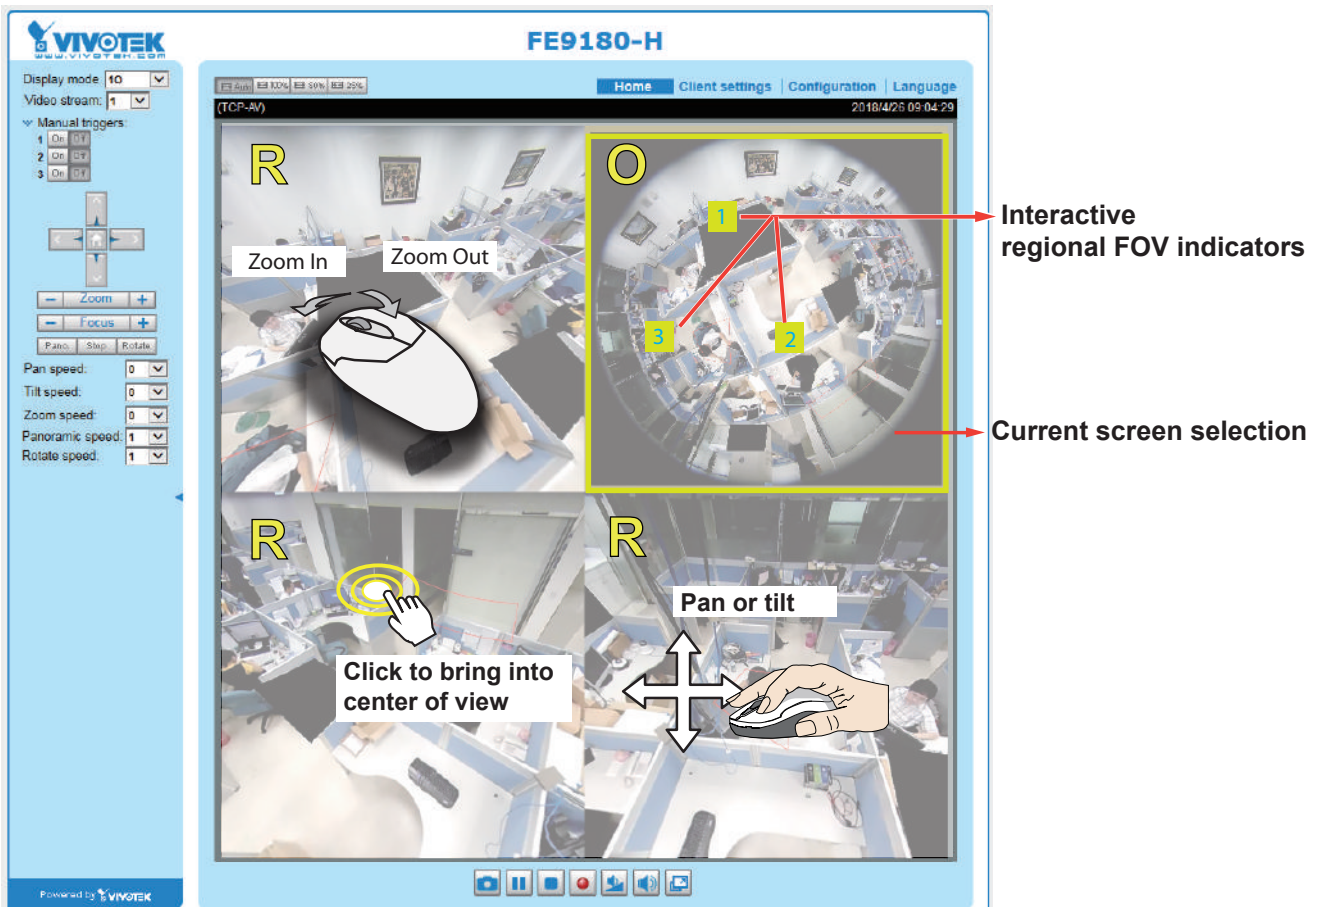 VIVOTEK
WWW.VIVOTEK.COM
FE9180-H
Display mode 1O
Video stream: 1
Manual triggers:
1 On Off
2 On Off
3 On Off
Zoom
Focus
Pano. Stop Rotate
Pan speed: 0
Tilt speed: 0
Zoom speed: 0
Panoramic speed: 1
Rotate speed: 1
Powered by VIVOTEK
Auto 100% 50% 25%
Home Client settings Configuration Language
(TCP-AV) 2018/4/26 09:04:29
R
O
Zoom In
Zoom Out
1
3
2
Interactive
regional FOV indicators
Current screen selection
R
R
Click to bring into
center of view
Pan or tilt